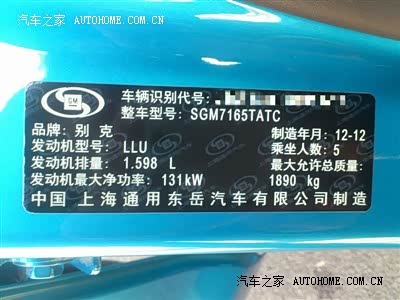 汽车之家 AUTOHOME.COM.CN
GM
车辆识别代号:
整车型号: SGM7165TATC
品牌: 别克 制造年月: 12-12
发动机型号: LLU 乘坐人数: 5
发动机排量: 1.598 L 最大允许总质量:
发动机最大净功率: 131kW 1890 kg
中国 上海通用东岳汽车有限公司制造
汽车之家 AUTOHOME.COM.CN